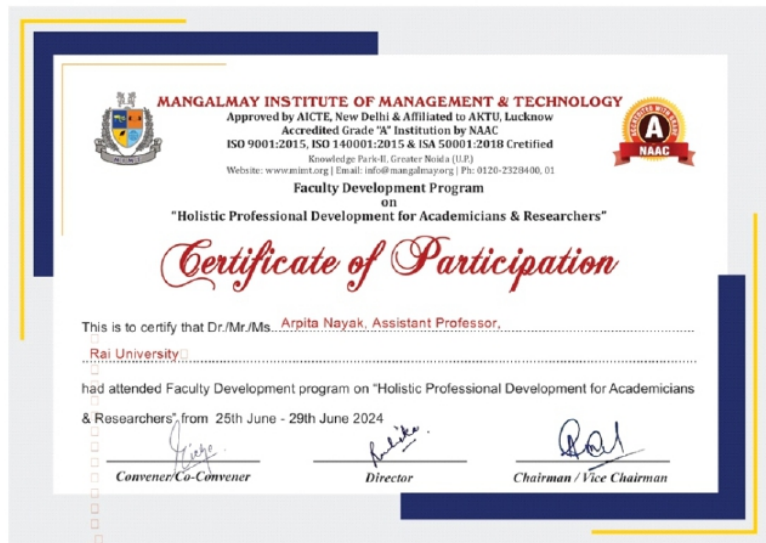 MANGALMAY INSTITUTE OF MANAGEMENT & TECHNOLOGY
Approved by AICTE, New Delhi & Affiliated to AKTU, Lucknow
Accredited Grade "A" Institution by NAAC
ISO 9001:2015, ISO 140001:2015 & ISA 50001:2018 Cretified
Knowledge Park-II, Greater Noida (U.P.)
Website: www.mimt.org | Email: info@mangalmay.org | Ph: 0120-2328400, 01
Faculty Development Program
on
"Holistic Professional Development for Academicians & Researchers"
ACCREDITED WITH GRADE
A
NAAC
Certificate of Participation
This is to certify that Dr./Mr./Ms. Arpita Nayak, Assistant Professor,
Rai University
had attended Faculty Development program on "Holistic Professional Development for Academicians
& Researchers" from 25th June - 29th June 2024
Convener/Co-Convener
Director
Chairman / Vice Chairman